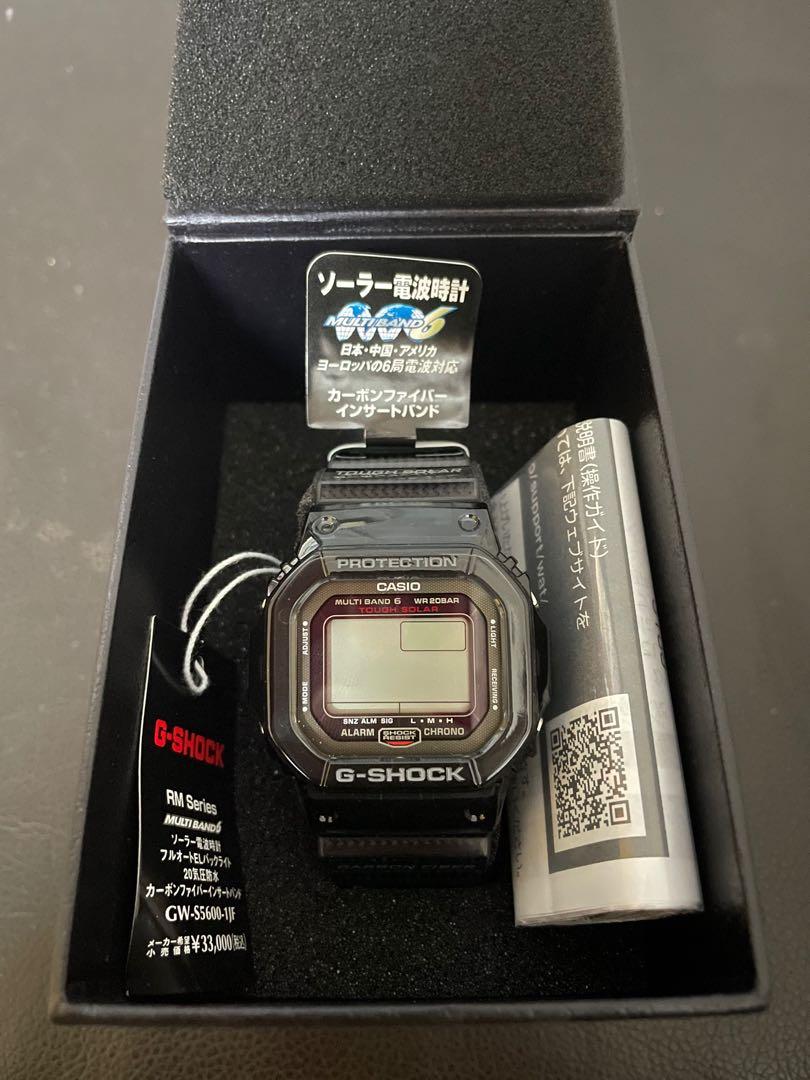 ソーラー電波時計
MULTI BAND 6
日本・中国・アメリカ
ヨーロッパの6局電波対応
カーボンファイバー
インサートバンド
TOUGH SOLAR
PROTECTION
CASIO
MULTI BAND 6 WR20BAR
TOUGH SOLAR
ADJUST
MODE
LIGHT
RECEIVING
SNZ ALM SIG L・M・H
ALARM SHOCK RESIST CHRONO
G-SHOCK
G-SHOCK
RM Series
MULTI BAND 6
ソーラー電波時計
フルオートELバックライト
20気圧防水
カーボンファイバーインサートバンド
GW-S5600-1JF
メーカー希望小売価格 ¥33,000(税込)
説明書(操作ガイド)
ては、下記ウェブサイトを
o/support/wat/